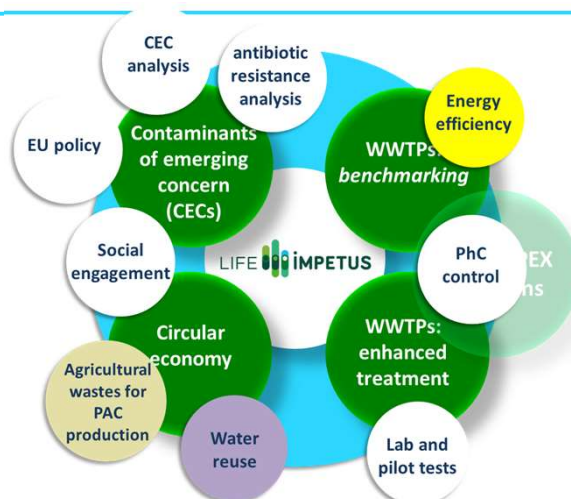 CEC
analysis
antibiotic
resistance
analysis
Energy
efficiency
EU policy
Contaminants
of emerging
concern
(CECs)
WWTPs:
benchmarking
Social
engagement
LIFE iMPETUS
PhC
control
Circular
economy
WWTPs:
enhanced
treatment
Agricultural
wastes for
PAC
production
Water
reuse
Lab and
pilot tests